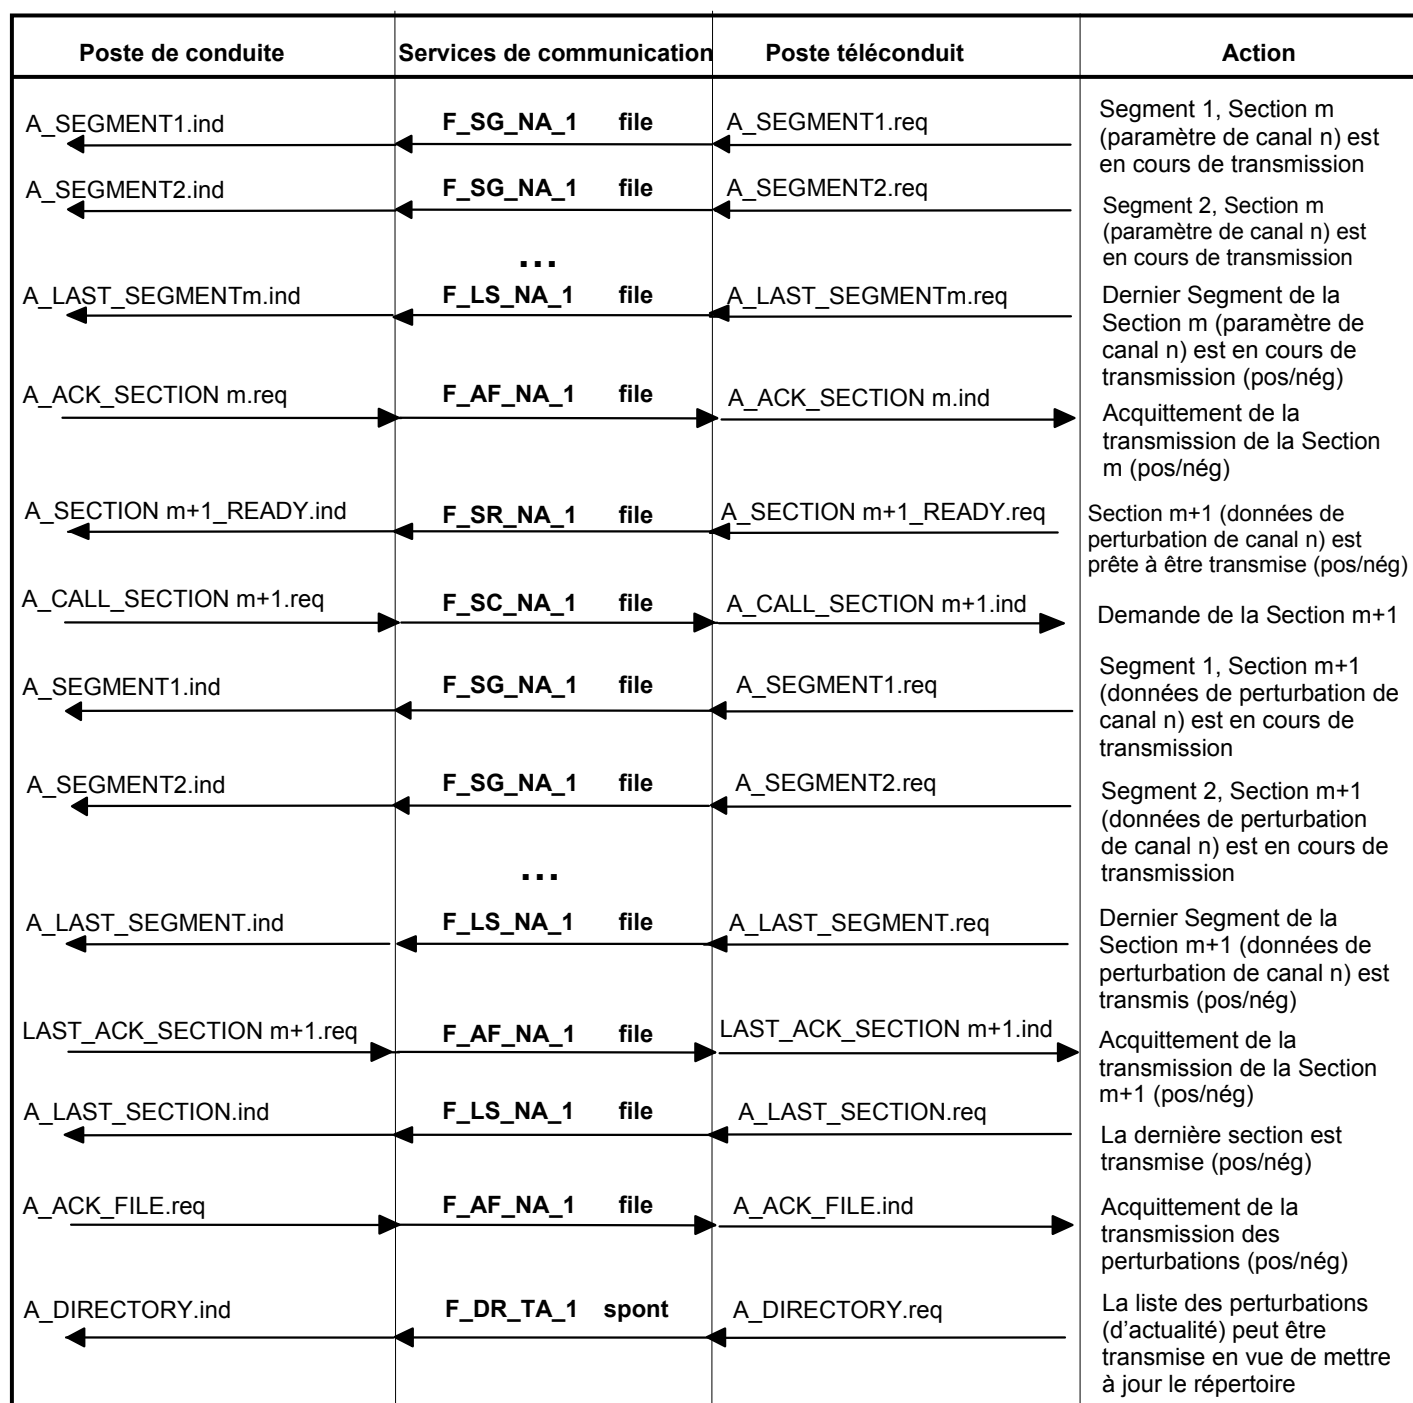 Poste de conduite Services de communication Poste téléconduit Action
A_SEGMENT1.ind F_SG_NA_1 file A_SEGMENT1.req
Segment 1, Section m
(paramètre de canal n) est
en cours de transmission
A_SEGMENT2.ind F_SG_NA_1 file A_SEGMENT2.req
Segment 2, Section m
(paramètre de canal n) est
en cours de transmission
...
A_LAST_SEGMENTm.ind F_LS_NA_1 file A_LAST_SEGMENTm.req
Dernier Segment de la
Section m (paramètre de
canal n) est en cours de
transmission (pos/nég)
A_ACK_SECTION m.req F_AF_NA_1 file A_ACK_SECTION m.ind
Acquittement de la
transmission de la Section
m (pos/nég)
A_SECTION m+1_READY.ind F_SR_NA_1 file A_SECTION m+1_READY.req
Section m+1 (données de
perturbation de canal n) est
prête à être transmise (pos/nég)
A_CALL_SECTION m+1.req F_SC_NA_1 file A_CALL_SECTION m+1.ind
Demande de la Section m+1
A_SEGMENT1.ind F_SG_NA_1 file A_SEGMENT1.req
Segment 1, Section m+1
(données de perturbation de
canal n) est en cours de
transmission
A_SEGMENT2.ind F_SG_NA_1 file A_SEGMENT2.req
Segment 2, Section m+1
(données de perturbation
de canal n) est en cours de
transmission
...
A_LAST_SEGMENT.ind F_LS_NA_1 file A_LAST_SEGMENT.req
Dernier Segment de la
Section m+1 (données de
perturbation de canal n) est
transmis (pos/nég)
LAST_ACK_SECTION m+1.req F_AF_NA_1 file LAST_ACK_SECTION m+1.ind
Acquittement de la
transmission de la Section
m+1 (pos/nég)
A_LAST_SECTION.ind F_LS_NA_1 file A_LAST_SECTION.req
La dernière section est
transmise (pos/nég)
A_ACK_FILE.req F_AF_NA_1 file A_ACK_FILE.ind
Acquittement de la
transmission des
perturbations (pos/nég)
A_DIRECTORY.ind F_DR_TA_1 spont A_DIRECTORY.req
La liste des perturbations
(d'actualité) peut être
transmise en vue de mettre
à jour le répertoire